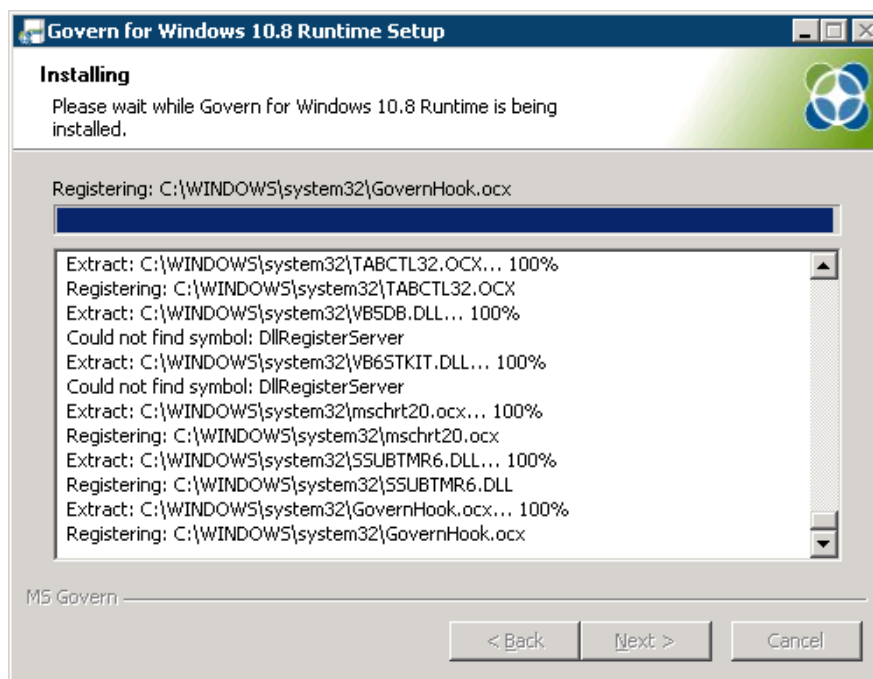 Govern for Windows 10.8 Runtime Setup
Installing
Please wait while Govern for Windows 10.8 Runtime is being
installed.
Registering: C:\WINDOWS\system32\GovernHook.ocx
Extract: C:\WINDOWS\system32\TABCTL32.OCX... 100%
Registering: C:\WINDOWS\system32\TABCTL32.OCX
Extract: C:\WINDOWS\system32\VB5DB.DLL... 100%
Could not find symbol: DllRegisterServer
Extract: C:\WINDOWS\system32\VB6STKIT.DLL... 100%
Could not find symbol: DllRegisterServer
Extract: C:\WINDOWS\system32\mschrt20.ocx... 100%
Registering: C:\WINDOWS\system32\mschrt20.ocx
Extract: C:\WINDOWS\system32\SSUBTMR6.DLL... 100%
Registering: C:\WINDOWS\system32\SSUBTMR6.DLL
Extract: C:\WINDOWS\system32\GovernHook.ocx... 100%
Registering: C:\WINDOWS\system32\GovernHook.ocx
MS Govern
< Back Next > Cancel